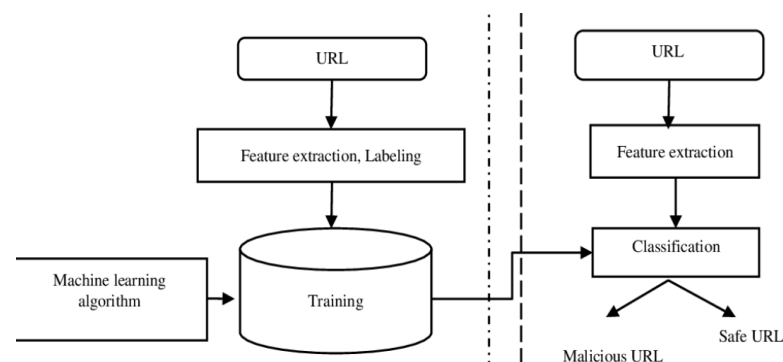 URL
Feature extraction, Labeling
Machine learning
algorithm
Training
URL
Feature extraction
Classification
Safe URL
Malicious URL